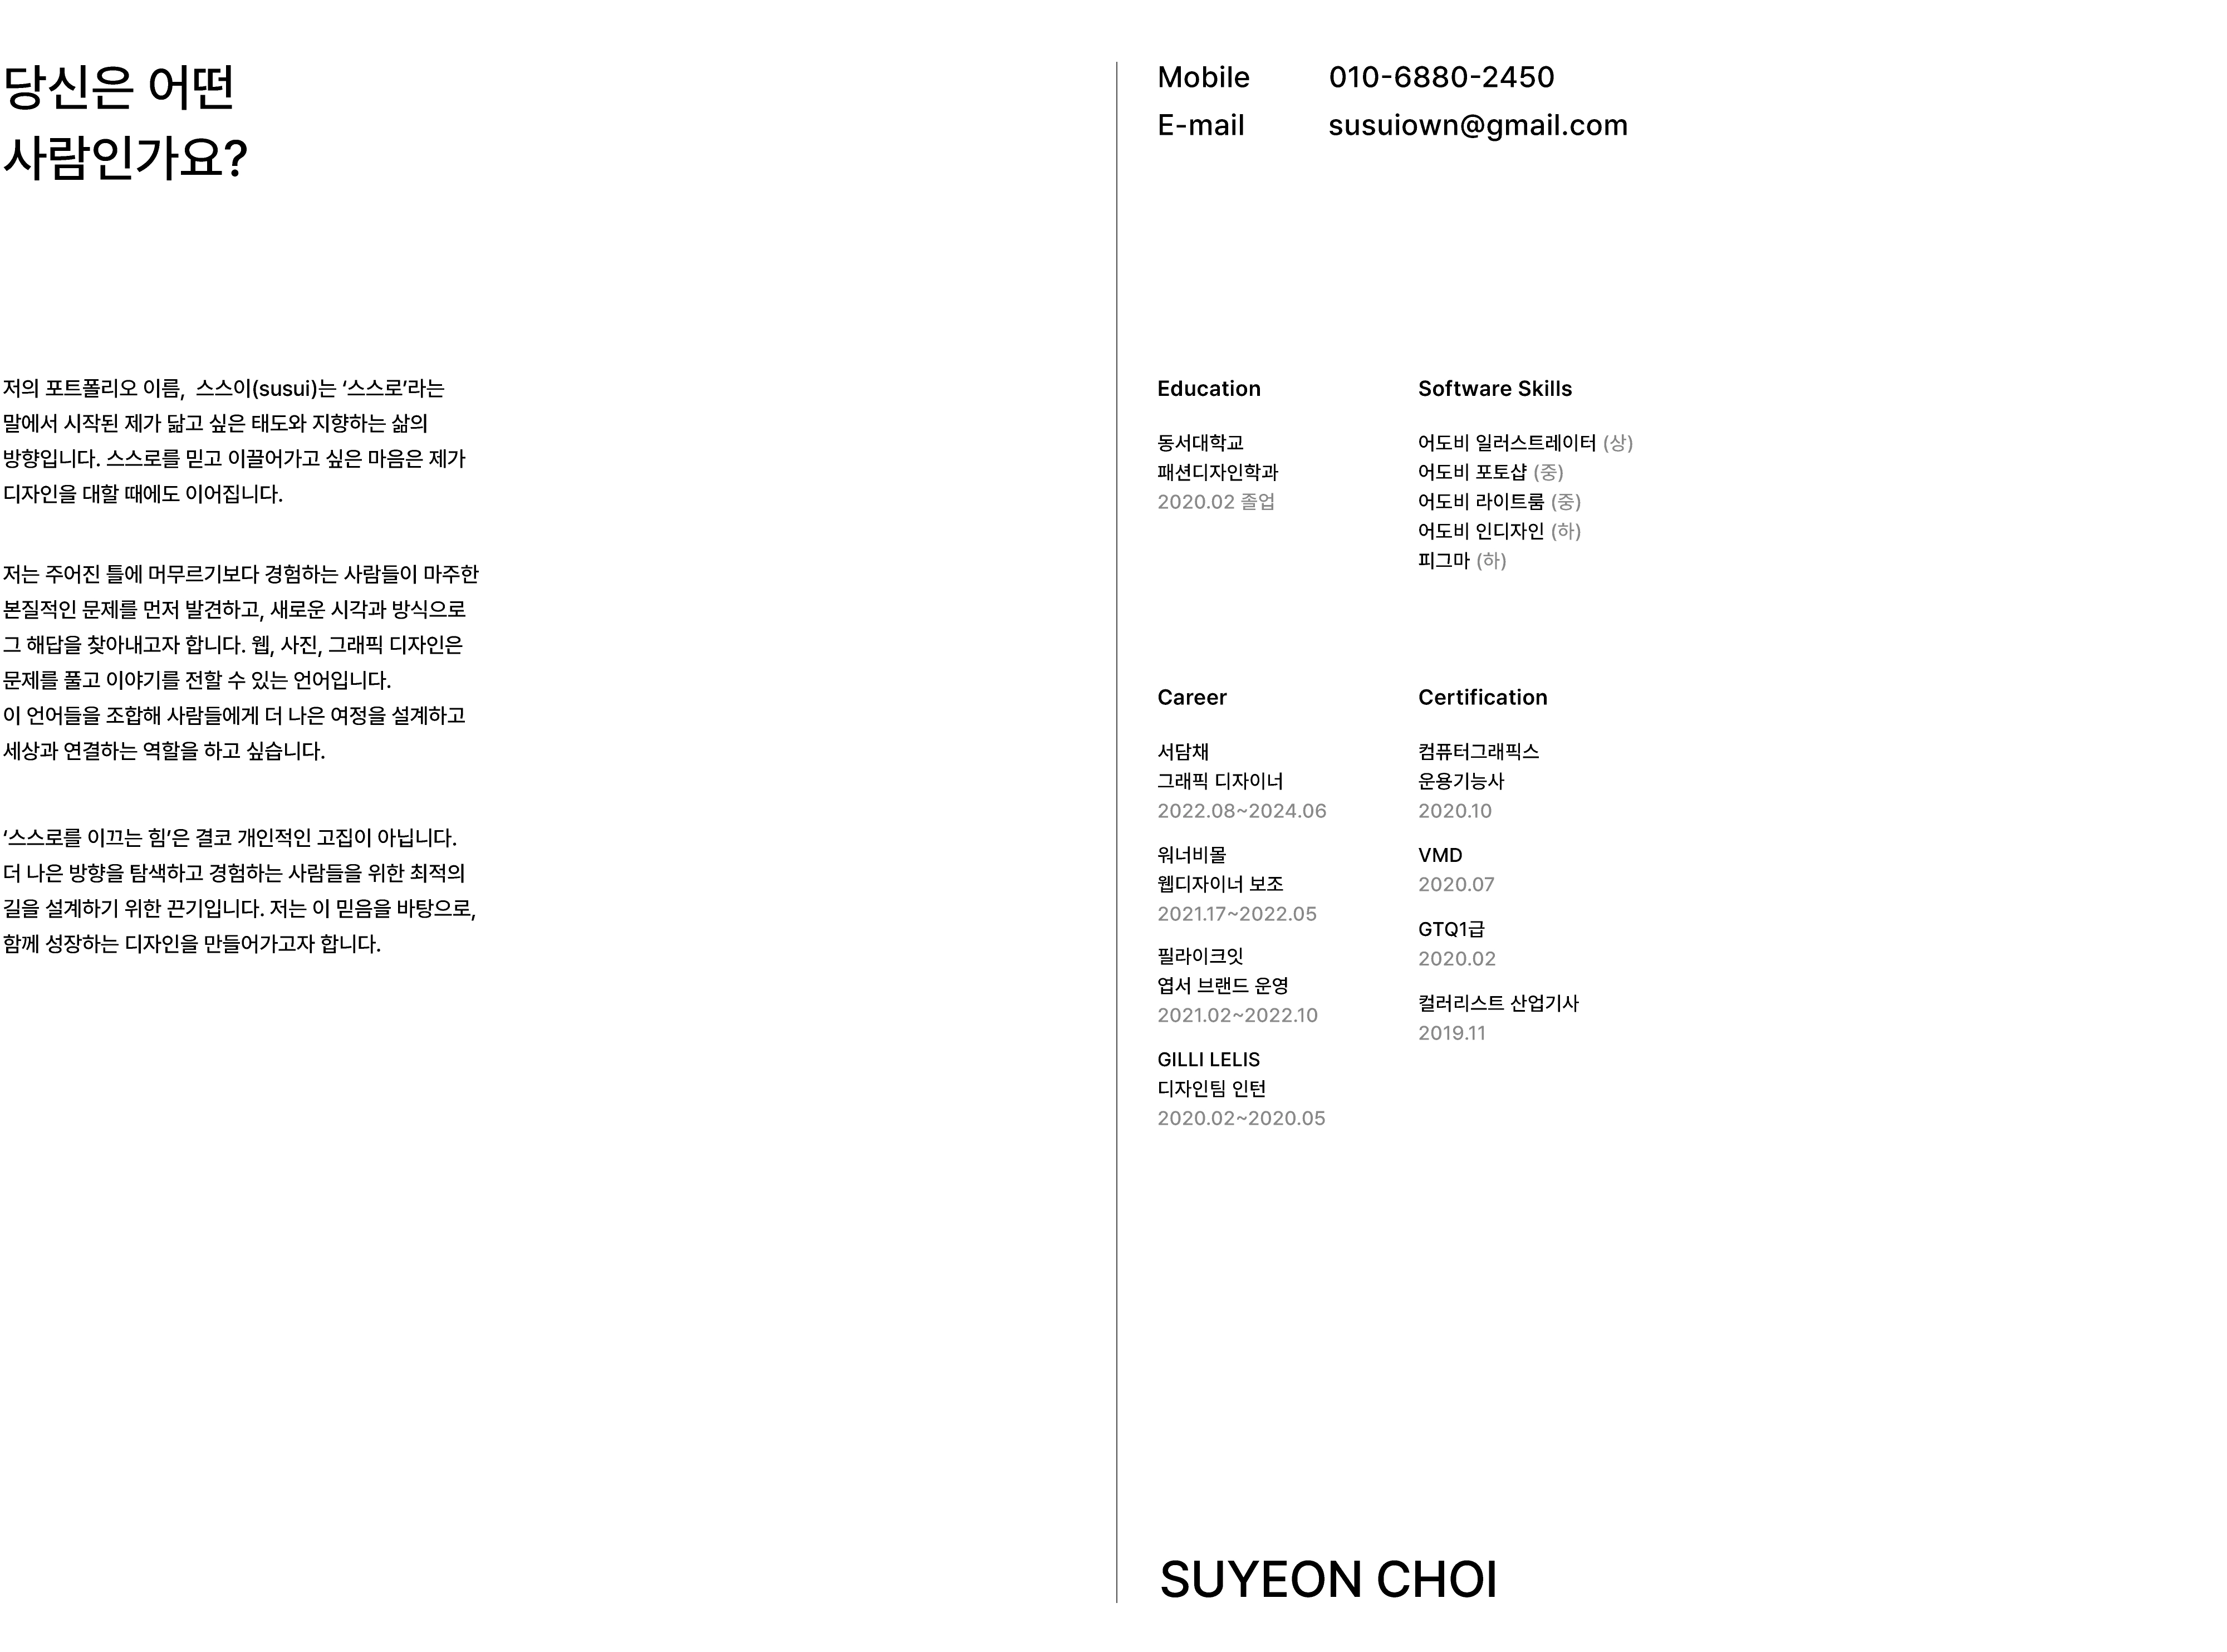 당신은 어떤
사람인가요?
저의 포트폴리오 이름,  스스이(susui)는 ‘스스로’라는
말에서 시작된 제가 닮고 싶은 태도와 지향하는 삶의
방향입니다. 스스로를 믿고 이끌어가고 싶은 마음은 제가
디자인을 대할 때에도 이어집니다.
저는 주어진 틀에 머무르기보다 경험하는 사람들이 마주한
본질적인 문제를 먼저 발견하고, 새로운 시각과 방식으로
그 해답을 찾아내고자 합니다. 웹, 사진, 그래픽 디자인은
문제를 풀고 이야기를 전할 수 있는 언어입니다.
이 언어들을 조합해 사람들에게 더 나은 여정을 설계하고
세상과 연결하는 역할을 하고 싶습니다.
‘스스로를 이끄는 힘’은 결코 개인적인 고집이 아닙니다.
더 나은 방향을 탐색하고 경험하는 사람들을 위한 최적의
길을 설계하기 위한 끈기입니다. 저는 이 믿음을 바탕으로,
함께 성장하는 디자인을 만들어가고자 합니다.
Mobile 010-6880-2450
E-mail susuiown@gmail.com
Education
동서대학교
패션디자인학과
2020.02 졸업
Software Skills
어도비 일러스트레이터 (상)
어도비 포토샵 (중)
어도비 라이트룸 (중)
어도비 인디자인 (하)
피그마 (하)
Career
서담채
그래픽 디자이너
2022.08~2024.06
워너비몰
웹디자이너 보조
2021.17~2022.05
필라이크잇
엽서 브랜드 운영
2021.02~2022.10
GILLI LELIS
디자인팀 인턴
2020.02~2020.05
Certification
컴퓨터그래픽스
운용기능사
2020.10
VMD
2020.07
GTQ1급
2020.02
컬러리스트 산업기사
2019.11
SUYEON CHOI